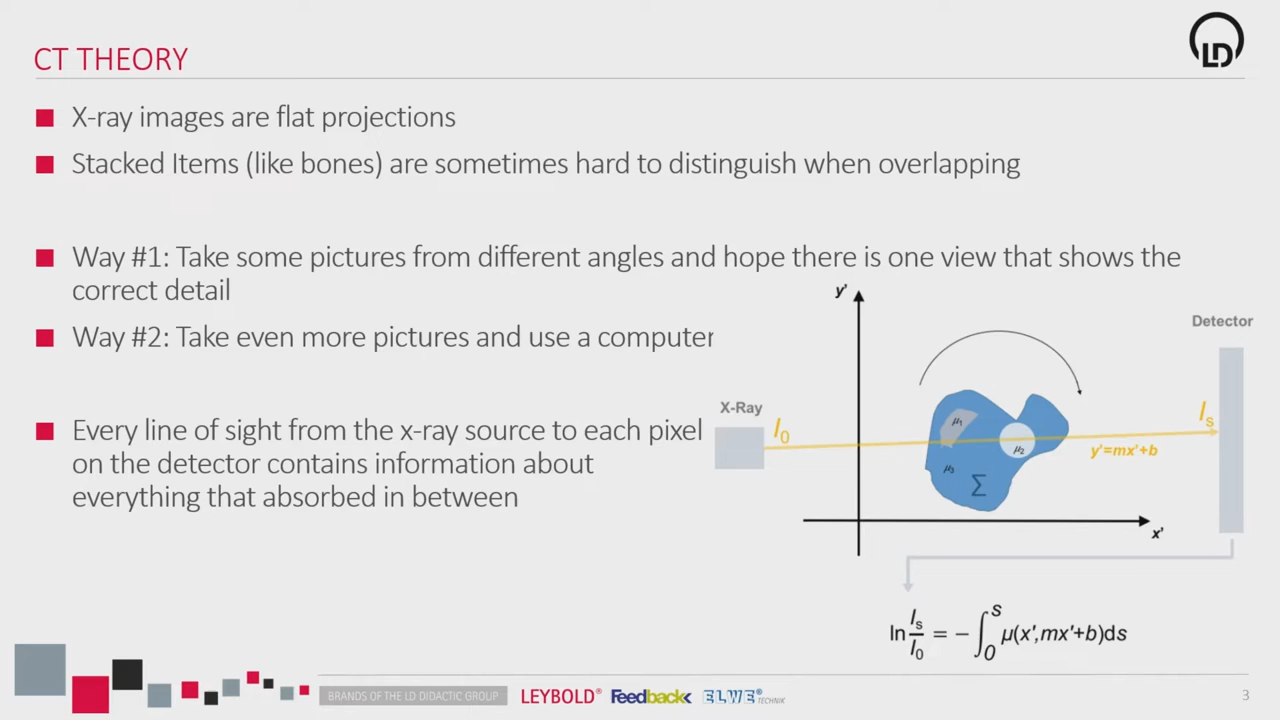 CT THEORY
LD
X-ray images are flat projections
Stacked Items (like bones) are sometimes hard to distinguish when overlapping
Way #1: Take some pictures from different angles and hope there is one view that shows the
correct detail
Way #2: Take even more pictures and use a computer
Every line of sight from the x-ray source to each pixel
on the detector contains information about
everything that absorbed in between
y'
Detector
X-Ray
I₀
Iₛ
μ₁
μ₂
μ₃
y'=mx'+b
Σ
x'
ln Iₛ/I₀ = − ∫₀ˢ μ(x',mx'+b)ds
BRANDS OF THE LD DIDACTIC GROUP
LEYBOLD®
Feedback
ELWE®
TECHNIK
3